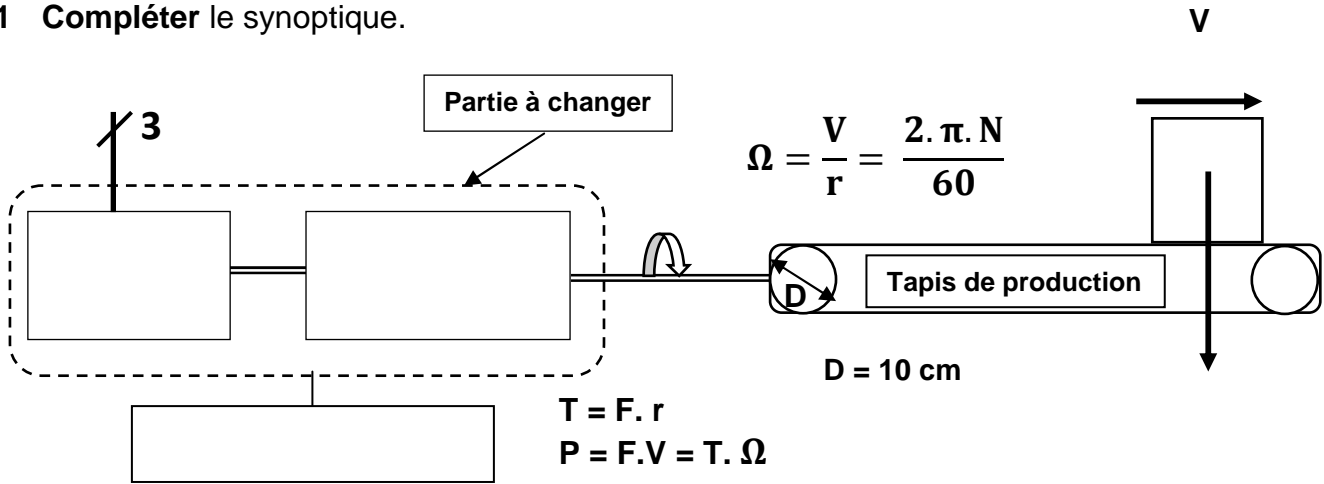 1 Compléter le synoptique.
V
Partie à changer
3
Ω = V/r = 2. π. N/60
D
Tapis de production
D = 10 cm
T = F. r
P = F.V = T. Ω